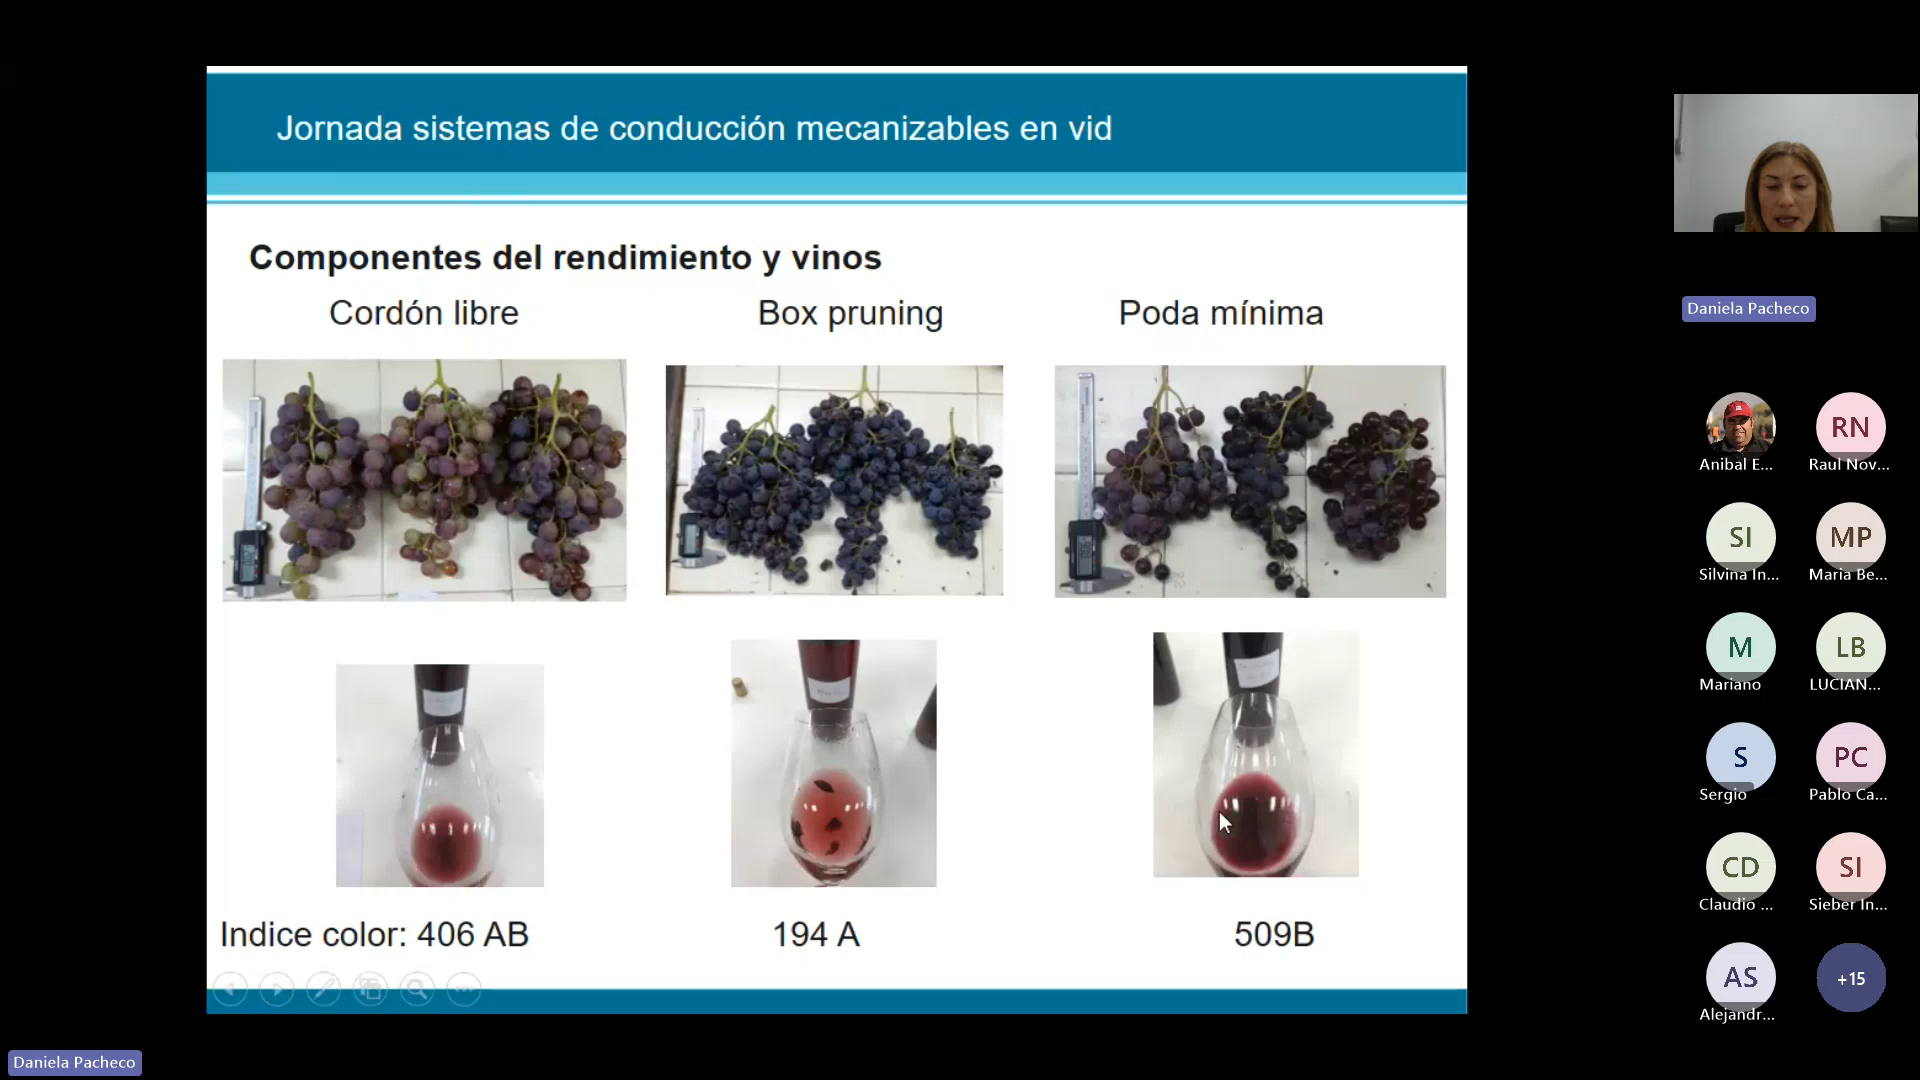 Jornada sistemas de conducción mecanizables en vid
Componentes del rendimiento y vinos
Cordón libre
Box pruning
Poda mínima
Indice color: 406 AB
194 A
509B
Daniela Pacheco
RN
Anibal E...
Raul Nov...
SI
MP
Silvina In...
Maria Be...
M
LB
Mariano
LUCIAN...
S
PC
Sergio
Pablo Ca...
CD
SI
Claudio ...
Sieber In...
AS
+15
Alejandr...
Daniela Pacheco